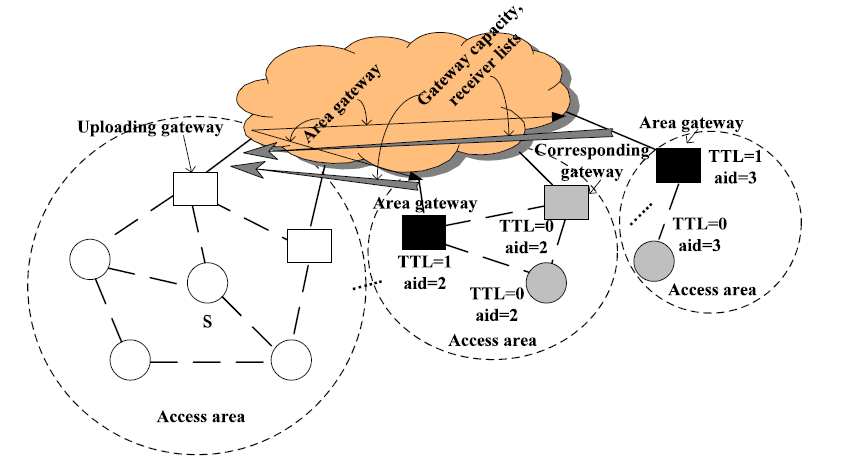 Gateway capacity,
receiver lists
Area gateway
Uploading gateway
Area gateway
Corresponding
gateway
TTL=1
aid=3
Area gateway
TTL=0
aid=2
TTL=0
aid=3
TTL=1
aid=2
TTL=0
aid=2
Access area
S
Access area
Access area